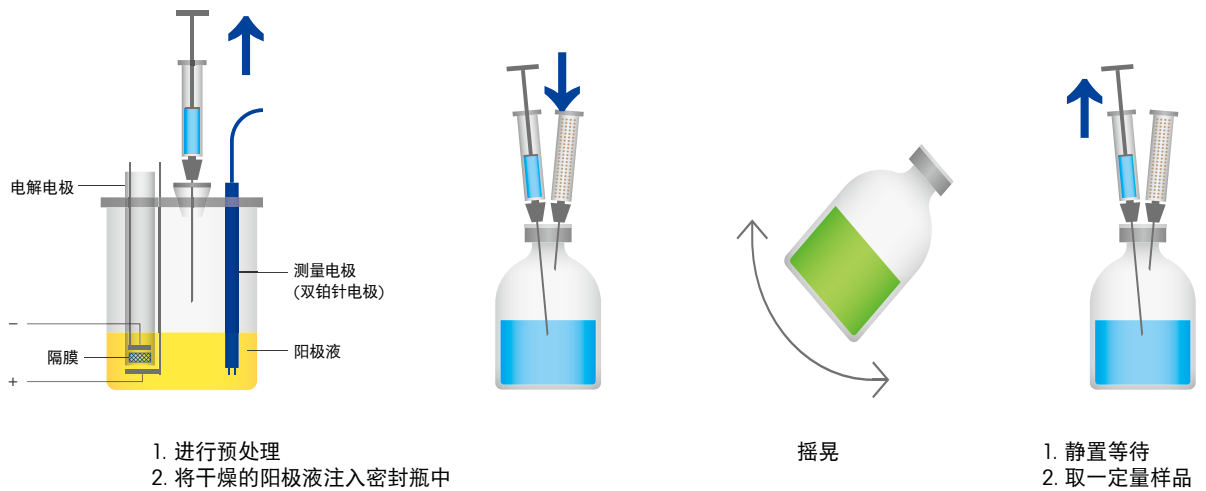 电解电极
测量电极
(双铂针电极)
–
隔膜
阳极液
+
1. 进行预处理
2. 将干燥的阳极液注入密封瓶中
摇晃
1. 静置等待
2. 取一定量样品